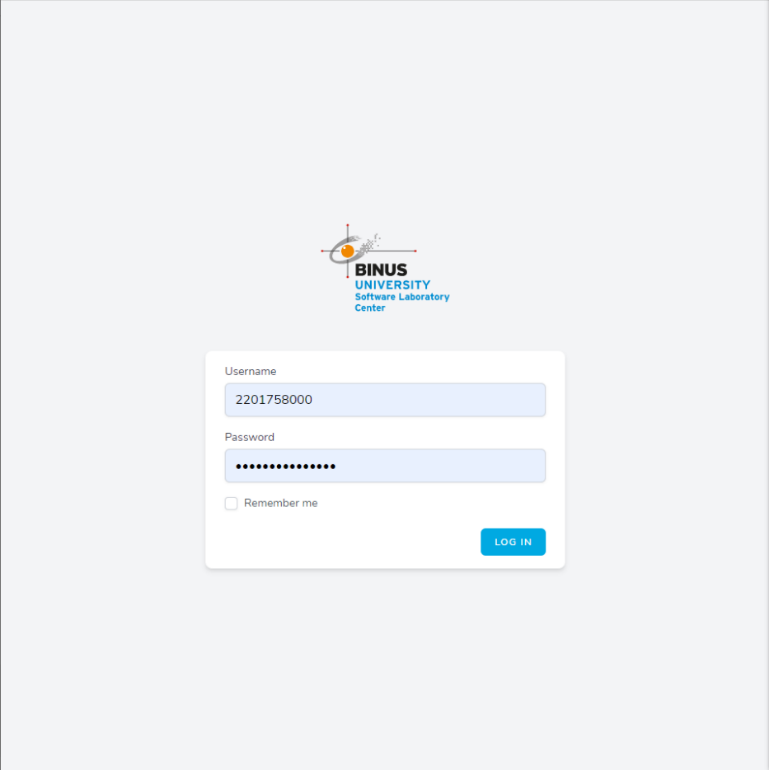 BINUS
UNIVERSITY
Software Laboratory
Center
Username
2201758000
Password
•••••••••••••••
Remember me
LOG IN